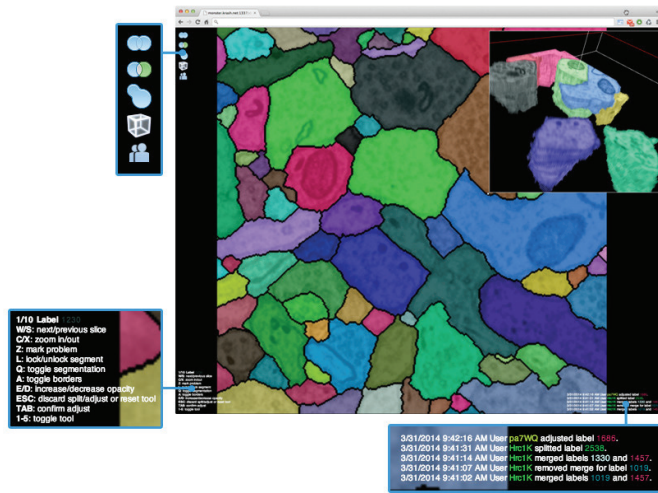 1/10 Label 1230
W/S: next/previous slice
C/X: zoom in/out
Z: mark problem
L: lock/unlock segment
Q: toggle segmentation
A: toggle borders
E/D: increase/decrease opacity
ESC: discard split/adjust or reset tool
TAB: confirm adjust
1-5: toggle tool
3/31/2014 9:42:16 AM User pa7WQ adjusted label 1686.
3/31/2014 9:41:31 AM User Hrc1K splitted label 2538.
3/31/2014 9:41:14 AM User Hrc1K merged labels 1330 and 1457.
3/31/2014 9:41:07 AM User Hrc1K removed merge for label 1019.
3/31/2014 9:41:02 AM User Hrc1K merged labels 1019 and 1457.